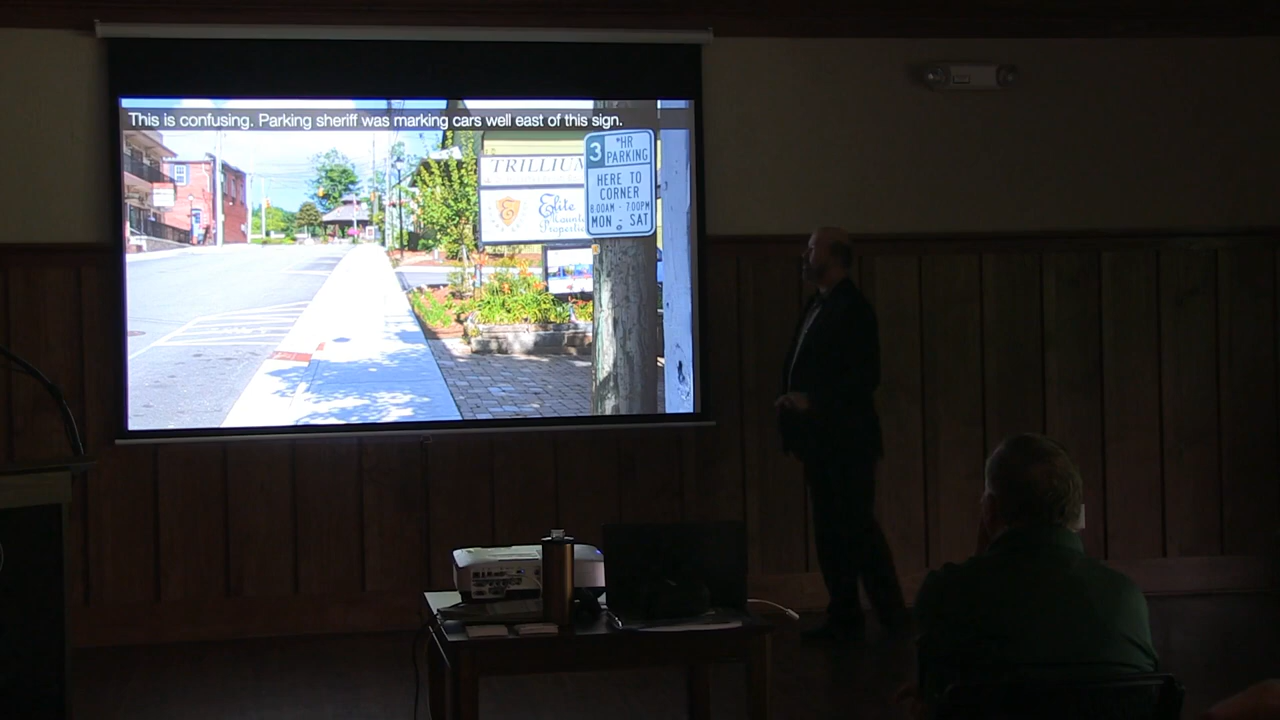 This is confusing. Parking sheriff was marking cars well east of this sign.
3 *HR
PARKING
HERE TO
CORNER
8:00AM - 7:00PM
MON - SAT
TRILLIUM
Elite
Mountain
Properties